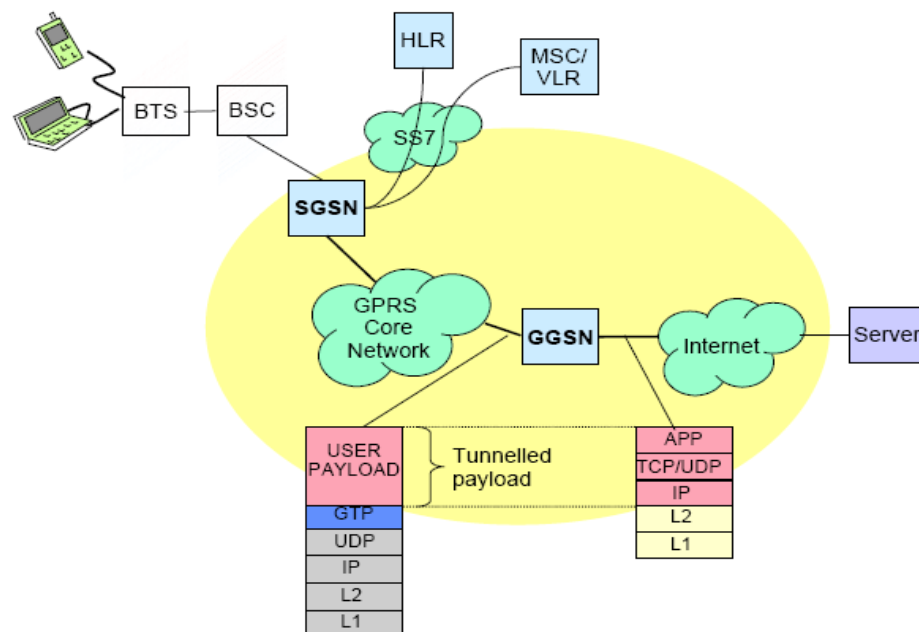 HLR
MSC/
VLR
BTS
BSC
SS7
SGSN
GPRS
Core
Network
GGSN
Internet
Server
USER
PAYLOAD
GTP
UDP
IP
L2
L1
Tunnelled
payload
APP
TCP/UDP
IP
L2
L1